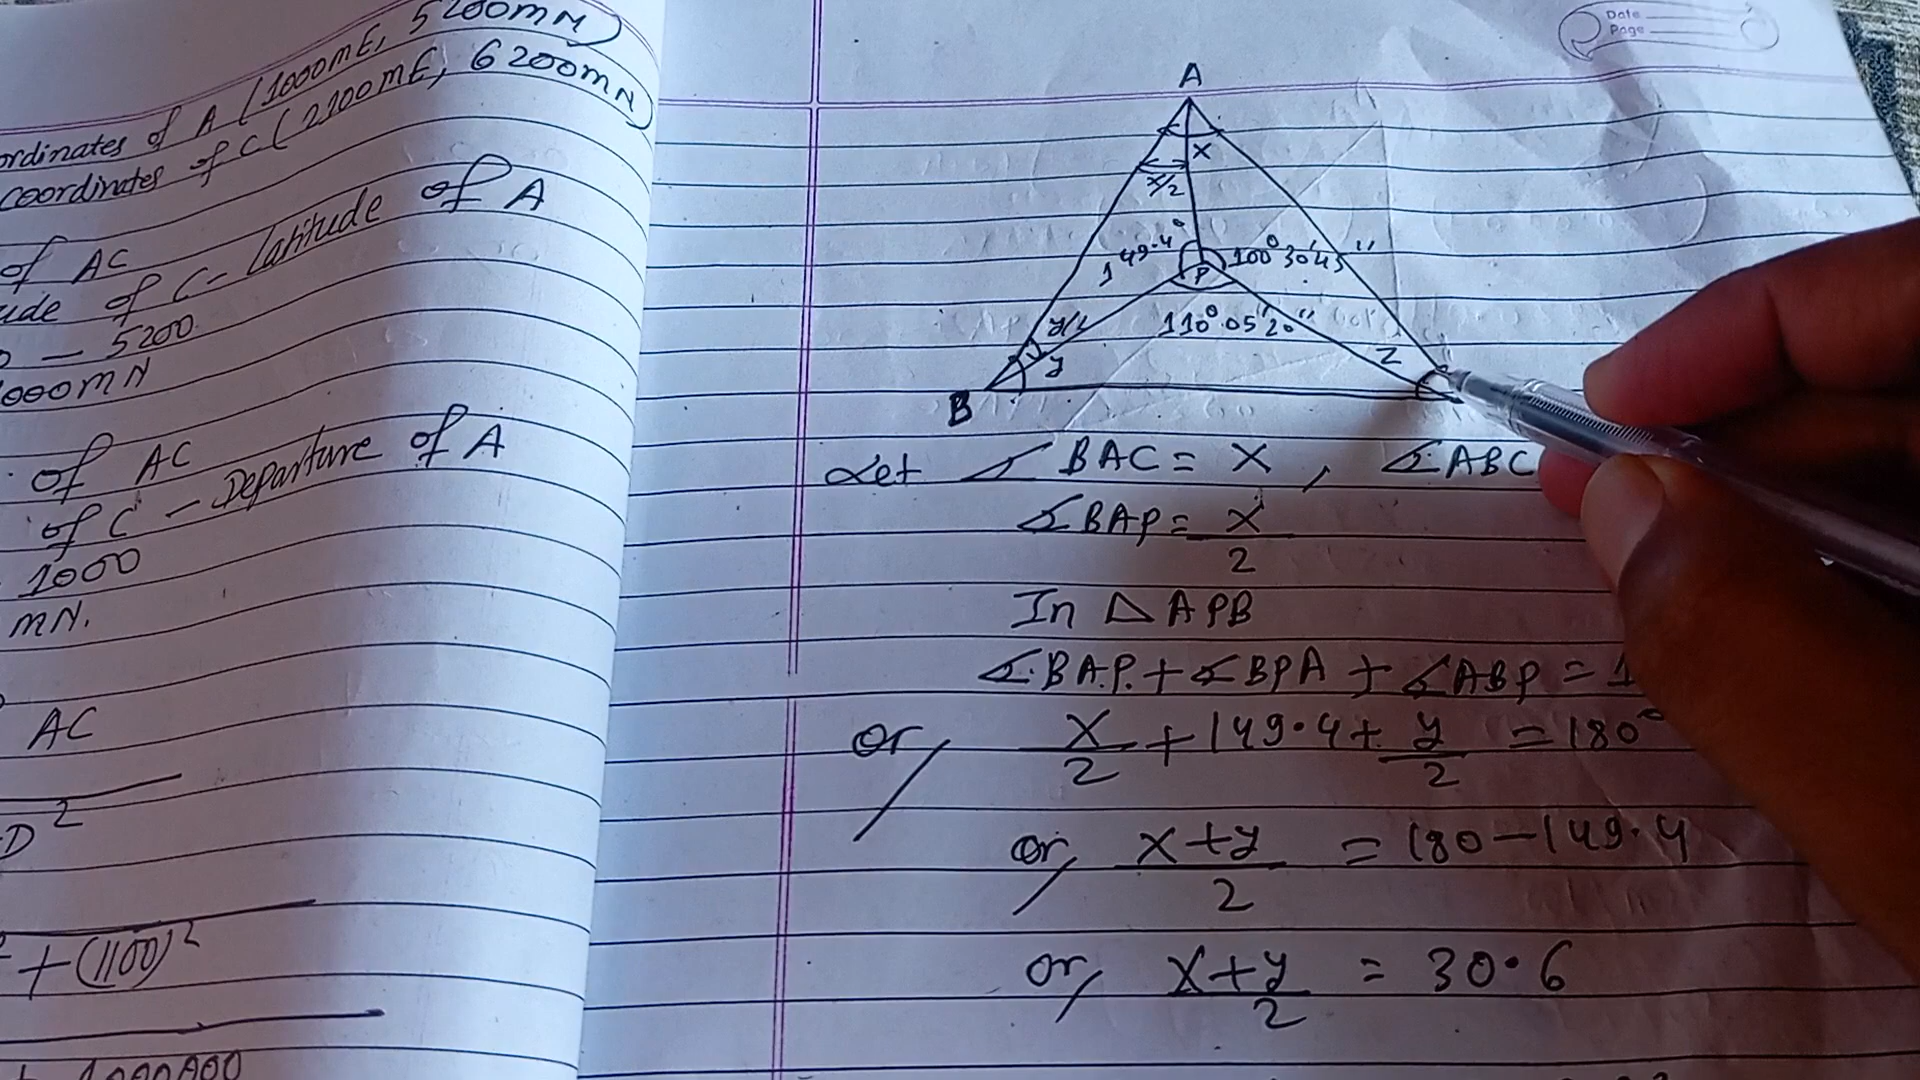 5200mN)
ordinates of A (1000mE,
coordinates of C (2100mE, 6200mN)
of AC
ude of C - Latitude of A
- 5200
000mN
of AC
of C - Departure of A
1000
mN.
AC
D²
+ (1100)²
Date
Page
A
X
X/2
149.4°
100°30'45"
P
110°.05'20"
y/2
y
Z
B
Let ∠BAC = X , ∠ABC
∠BAP = X/2
In △ APB
∠BAP + ∠BPA + ∠ABP = 1
or, X/2 + 149.4 + y/2 = 180°
or, X+y/2 = 180 - 149.4
or, X+y/2 = 30.6